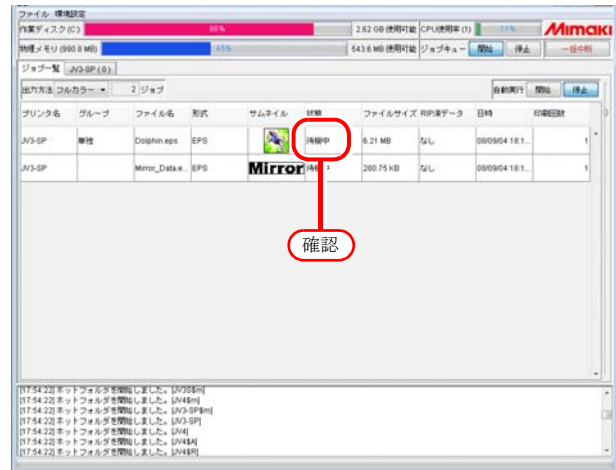 ファイル 環境設定
作業ディスク(C:) 86% 2.62 GB 使用可能 CPU使用率 (1) 11% Mimaki
物理メモリ (990.8 MB) 45% 543.6 MB 使用可能 ジョブキュー 開始 停止 一括中断
ジョブ一覧 JV3-SP ( 0 )
出力方法 フルカラー 2 ジョブ 自動実行 開始 停止
プリンタ名 グループ ファイル名 形式 サムネイル 状態 ファイルサイズ RIP済データ 日時 印刷回数
JV3-SP 単独 Dolphin.eps EPS 待機中 6.21 MB なし 08/09/04 18:1... 1
JV3-SP Mirror_Data.e... EPS Mirror 待機中 200.75 KB なし 08/09/04 18:1... 1
確認
[17:54:22] ホットフォルダを開始しました。[JV3S$m]
[17:54:22] ホットフォルダを開始しました。[JV4$m]
[17:54:22] ホットフォルダを開始しました。[JV3-SP$m]
[17:54:22] ホットフォルダを開始しました。[JV3-SP]
[17:54:22] ホットフォルダを開始しました。[JV4]
[17:54:22] ホットフォルダを開始しました。[JV4$A]
[17:54:22] ホットフォルダを開始しました。[JV4$R]